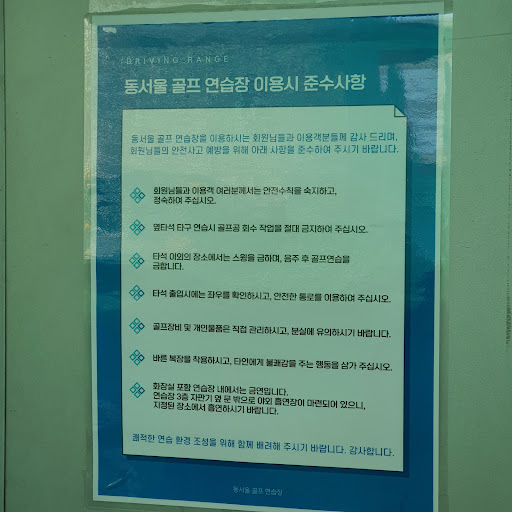 /DRIVING RANGE
동서울 골프 연습장 이용시 준수사항
동서울 골프 연습장을 이용하시는 회원님들과 이용객분들께 감사 드리며,
회원님들의 안전사고 예방을 위해 아래 사항을 준수하여 주시기 바랍니다.
회원님들과 이용객 여러분께서는 안전수칙을 숙지하고,
정숙하여 주십시오.
옆타석 타구 연습시 골프공 회수 작업을 절대 금지하여 주십시오.
타석 이외의 장소에서는 스윙을 금하며, 음주 후 골프연습을
금합니다.
타석 출입시에는 좌우를 확인하시고, 안전한 통로를 이용하여 주십시오.
골프장비 및 개인물품은 직접 관리하시고, 분실에 유의하시기 바랍니다.
바른 복장을 착용하시고, 타인에게 불쾌감을 주는 행동을 삼가 주십시오.
화장실 포함 연습장 내에서는 금연입니다.
연습장 3층 자판기 옆 문 밖으로 야외 흡연장이 마련되어 있으니,
지정된 장소에서 흡연하시기 바랍니다.
쾌적한 연습 환경 조성을 위해 함께 배려해 주시기 바랍니다. 감사합니다.
동서울 골프 연습장